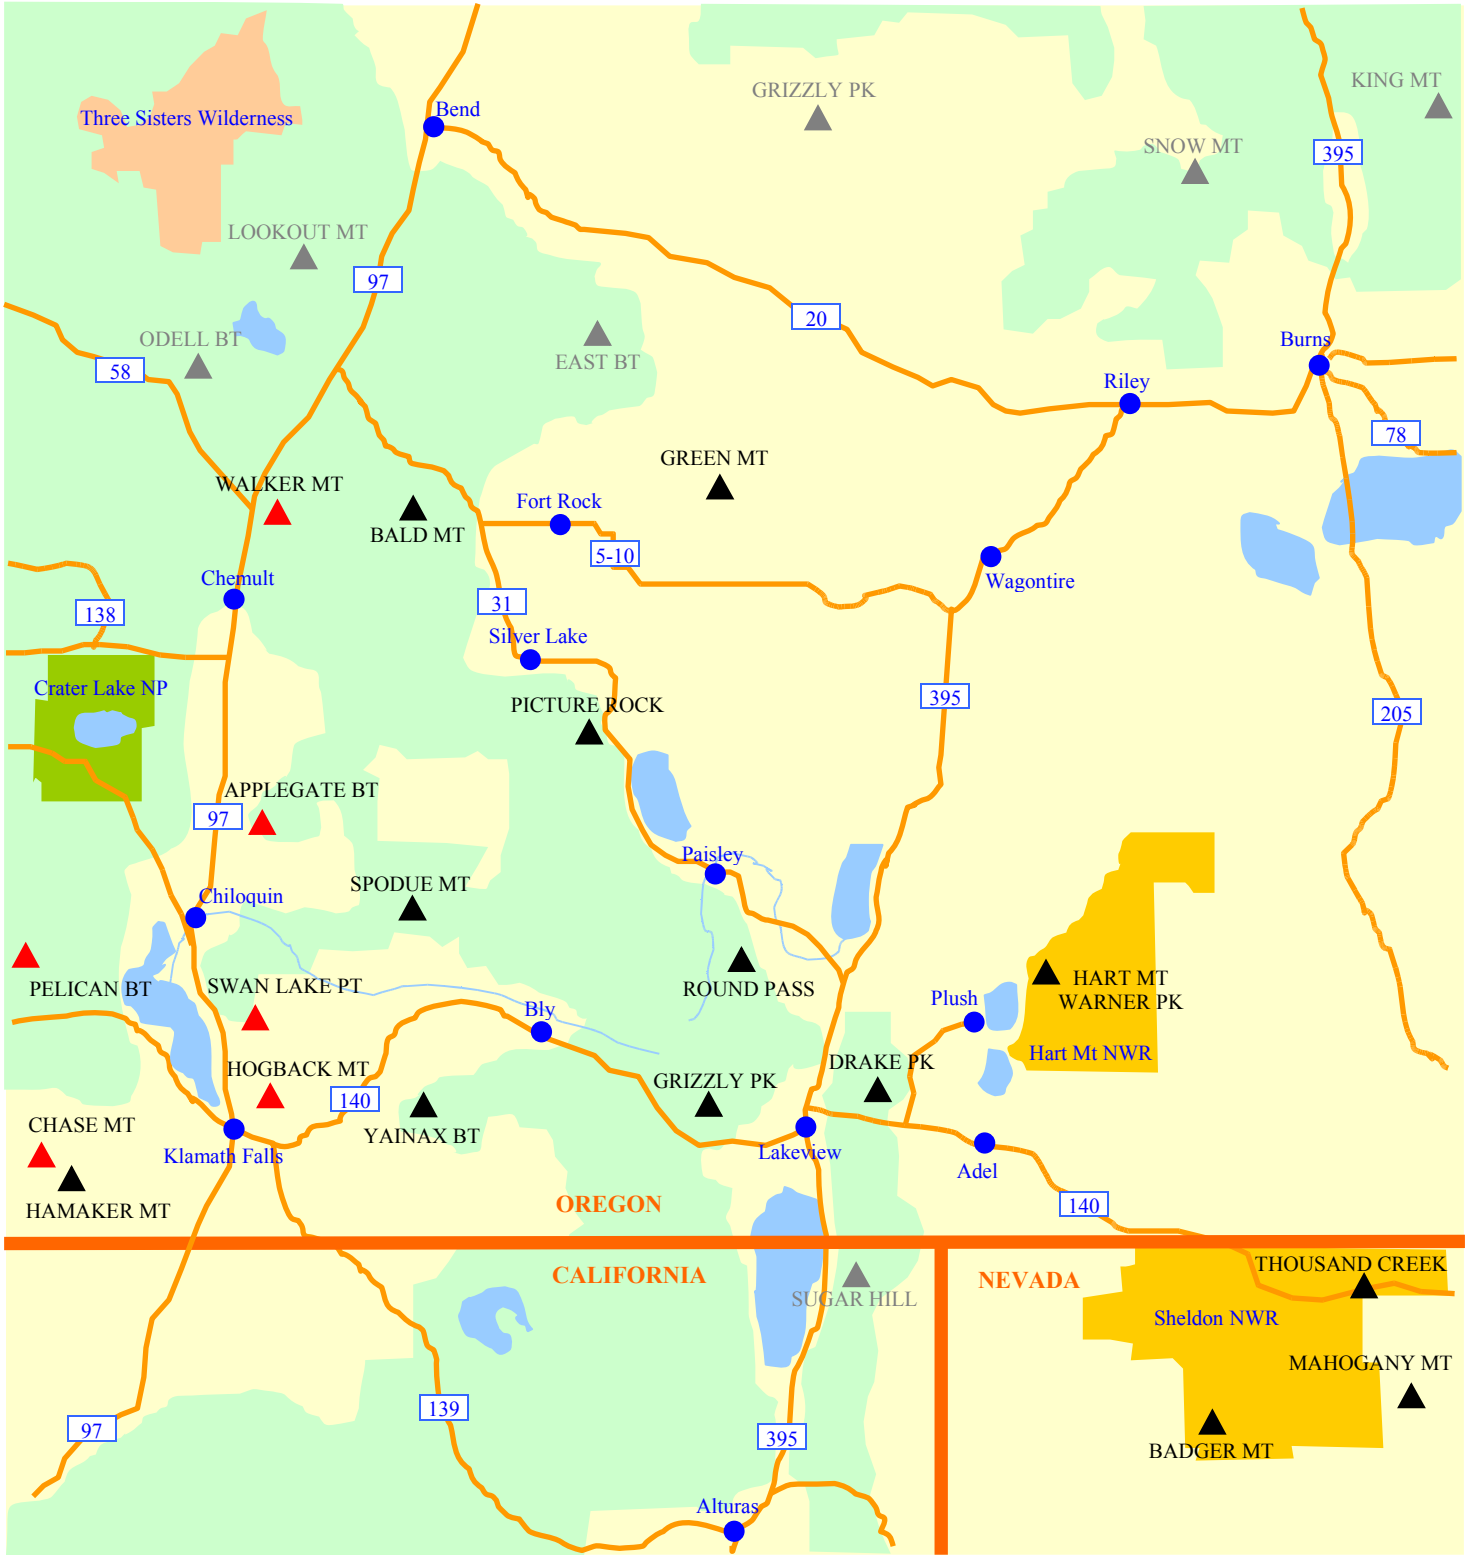 KING MT
GRIZZLY PK
Bend
Three Sisters Wilderness
SNOW MT
395
LOOKOUT MT
97
20
ODELL BT
Burns
EAST BT
58
Riley
78
GREEN MT
WALKER MT
Fort Rock
BALD MT
5-10
Chemult
Wagontire
31
138
Silver Lake
Crater Lake NP
395
PICTURE ROCK
205
APPLEGATE BT
97
Paisley
SPODUE MT
Chiloquin
HART MT
WARNER PK
PELICAN BT
SWAN LAKE PT
ROUND PASS
Plush
Bly
Hart Mt NWR
DRAKE PK
HOGBACK MT
GRIZZLY PK
140
CHASE MT
YAINAX BT
Klamath Falls
Lakeview
Adel
OREGON
140
HAMAKER MT
THOUSAND CREEK
CALIFORNIA
NEVADA
SUGAR HILL
Sheldon NWR
MAHOGANY MT
139
97
395
BADGER MT
Alturas